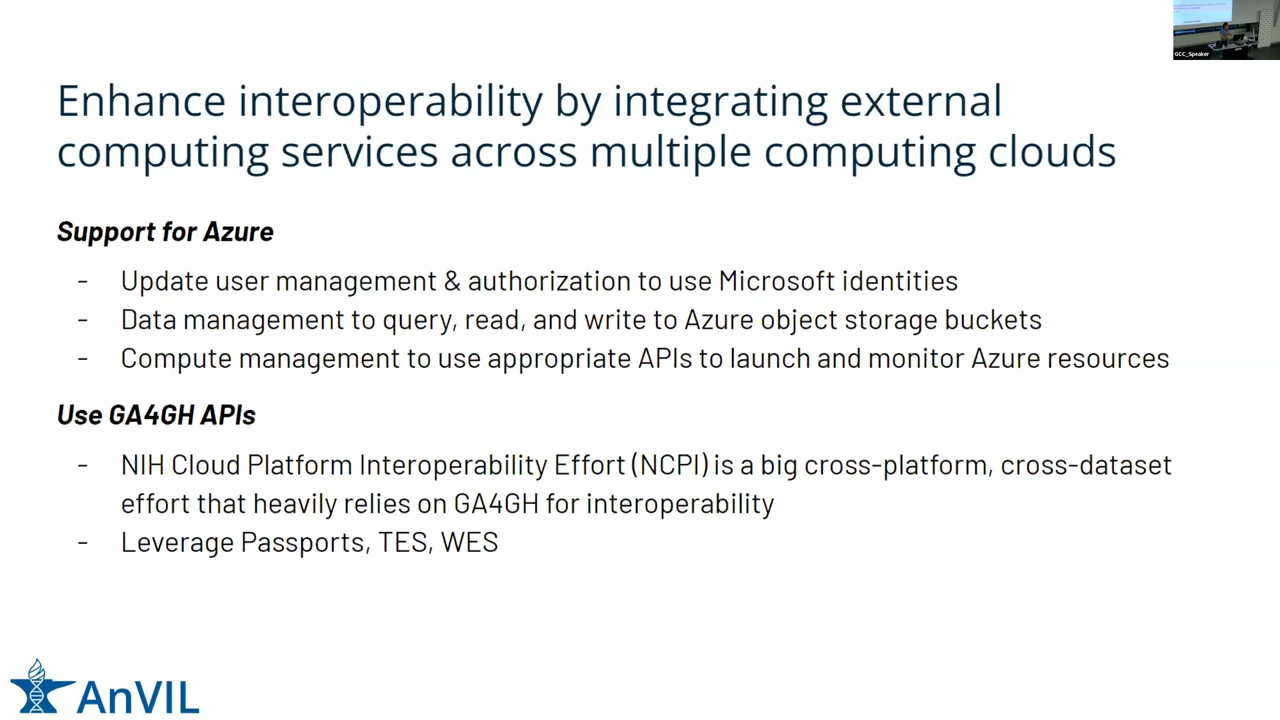 GCC_Speaker
Enhance interoperability by integrating external
computing services across multiple computing clouds
Support for Azure
- Update user management & authorization to use Microsoft identities
- Data management to query, read, and write to Azure object storage buckets
- Compute management to use appropriate APIs to launch and monitor Azure resources
Use GA4GH APIs
- NIH Cloud Platform Interoperability Effort (NCPI) is a big cross-platform, cross-dataset
effort that heavily relies on GA4GH for interoperability
- Leverage Passports, TES, WES
AnVIL